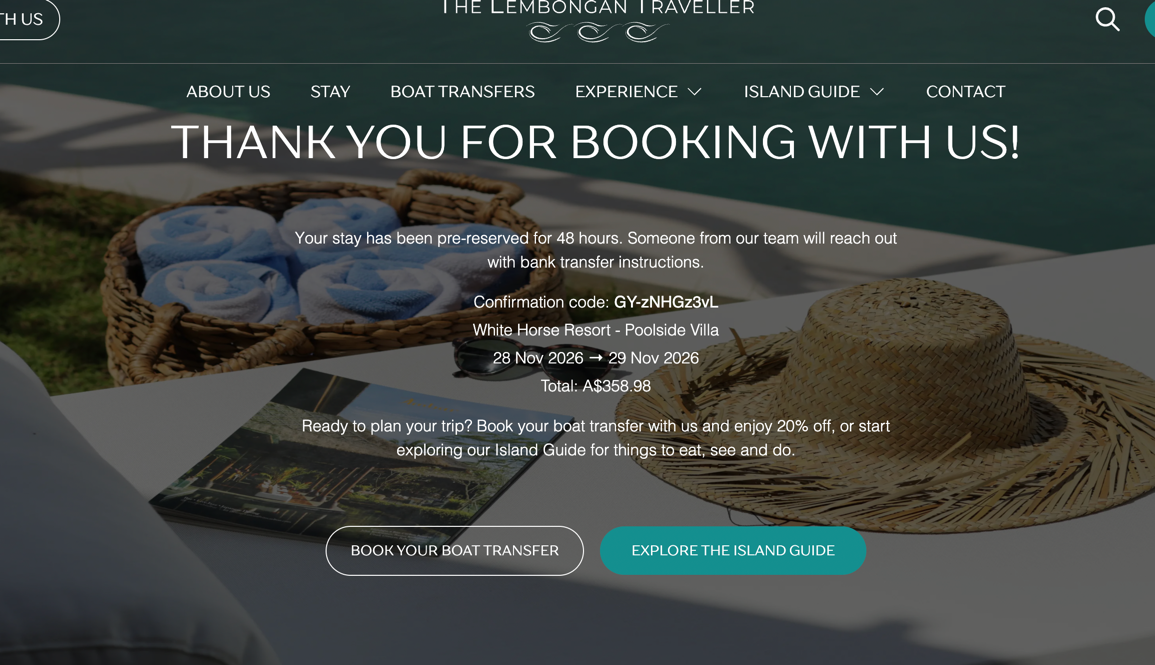 TH US
THE LEMBONGAN TRAVELLER
ABOUT US
STAY
BOAT TRANSFERS
EXPERIENCE
ISLAND GUIDE
CONTACT
THANK YOU FOR BOOKING WITH US!
Your stay has been pre-reserved for 48 hours. Someone from our team will reach out
with bank transfer instructions.
Confirmation code: GY-zNHGz3vL
White Horse Resort - Poolside Villa
28 Nov 2026 → 29 Nov 2026
Total: A$358.98
Ready to plan your trip? Book your boat transfer with us and enjoy 20% off, or start
exploring our Island Guide for things to eat, see and do.
BOOK YOUR BOAT TRANSFER
EXPLORE THE ISLAND GUIDE